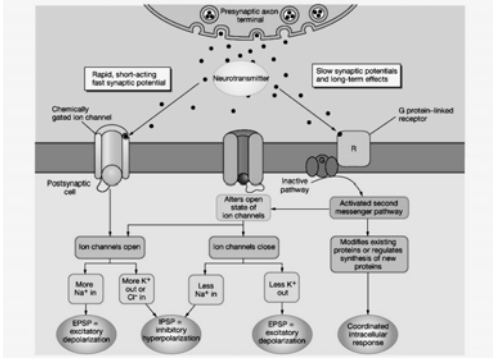 Presynaptic axon
terminal
Rapid, short-acting
fast synaptic potential
Neurotransmitter
Slow synaptic potentials
and long-term effects
Chemically
gated ion channel
G protein–linked
receptor
R
G
Postsynaptic
cell
Inactive
pathway
Alters open
state of
ion channels
Activated second
messenger pathway
Ion channels open
Ion channels close
Modifies existing
proteins or regulates
synthesis of new
proteins
More
Na+ in
More K+
out or
Cl- in
Less
Na+ in
Less K+
out
EPSP =
excitatory
depolarization
IPSP =
inhibitory
hyperpolarization
EPSP =
excitatory
depolarization
Coordinated
intracellular
response